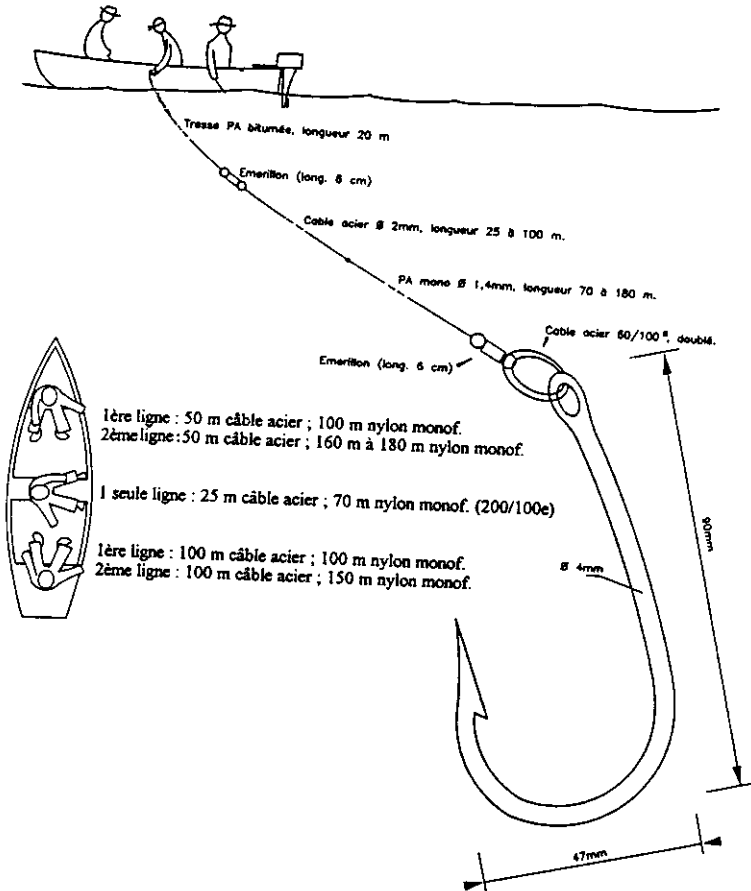 Tresse PA bitumée, longueur 20 m
Emerillon (long. 6 cm)
Cable acier Ø 2mm, longueur 25 à 100 m.
PA mono Ø 1,4mm, longueur 70 à 180 m.
Cable acier 60/100e, doublé.
Emerillon (long. 6 cm)
1ère ligne : 50 m câble acier ; 100 m nylon monof.
2ème ligne : 50 m câble acier ; 160 m à 180 m nylon monof.
1 seule ligne : 25 m câble acier ; 70 m nylon monof. (200/100e)
1ère ligne : 100 m câble acier ; 100 m nylon monof.
2ème ligne : 100 m câble acier ; 150 m nylon monof.
90mm
Ø 4mm
47mm